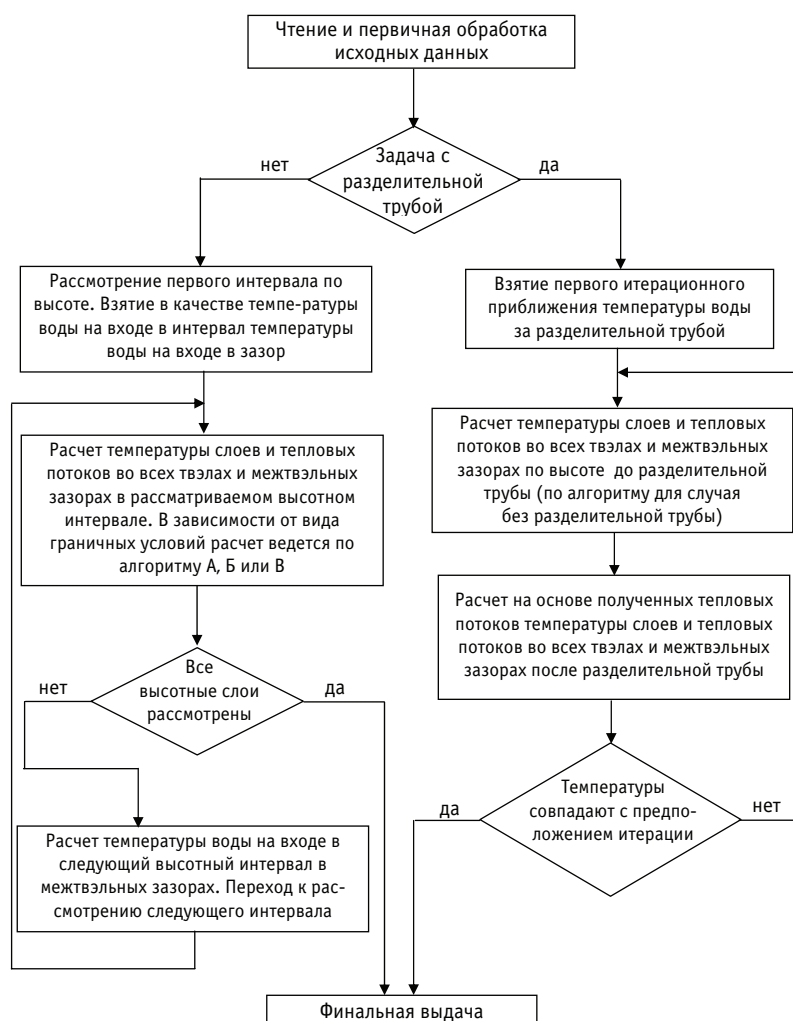 Чтение и первичная обработка
исходных данных
Задача с
разделительной
трубой
нет
да
Рассмотрение первого интервала по
высоте. Взятие в качестве темпе-ратуры
воды на входе в интервал температуры
воды на входе в зазор
Взятие первого итерационного
приближения температуры воды
за разделительной трубой
Расчет температуры слоев и тепловых
потоков во всех твэлах и межтвэльных
зазорах в рассматриваемом высотном
интервале. В зависимости от вида
граничных условий расчет ведется по
алгоритму А, Б или В
Расчет температуры слоев и тепловых
потоков во всех твэлах и межтвэльных
зазорах по высоте до разделительной
трубы (по алгоритму для случая
без разделительной трубы)
Расчет на основе полученных тепловых
потоков температуры слоев и тепловых
потоков во всех твэлах и межтвэльных
зазорах после разделительной трубы
Все
высотные слои
рассмотрены
нет
да
Температуры
совпадают с предпо-
ложением итерации
да
нет
Расчет температуры воды на входе в
следующий высотный интервал в
межтвэльных зазорах. Переход к рас-
смотрению следующего интервала
Финальная выдача